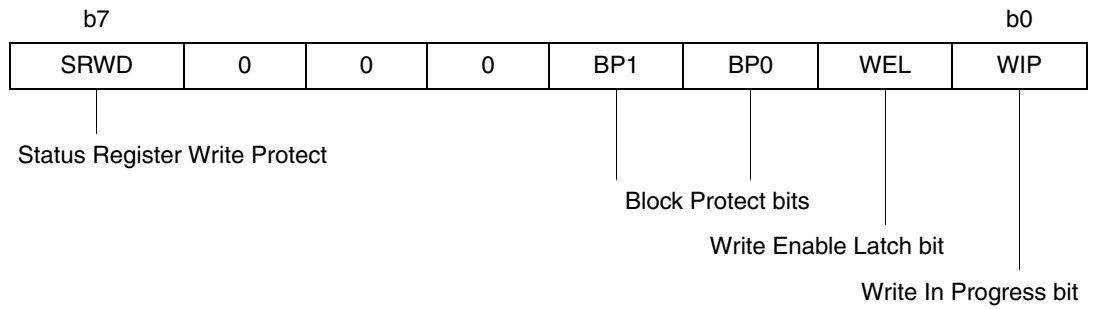 b7 b0
SRWD 0 0 0 BP1 BP0 WEL WIP
Status Register Write Protect
Block Protect bits
Write Enable Latch bit
Write In Progress bit